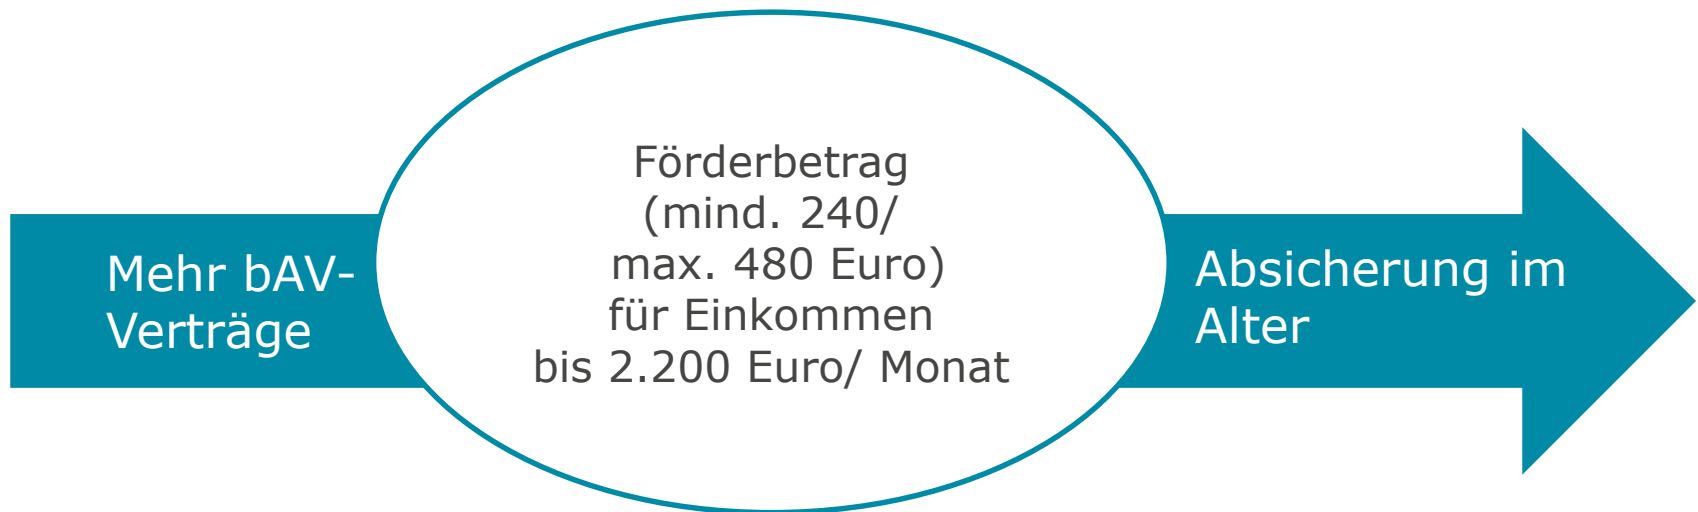 Mehr bAV-
Verträge
Förderbetrag
(mind. 240/
max. 480 Euro)
für Einkommen
bis 2.200 Euro/ Monat
Absicherung im
Alter